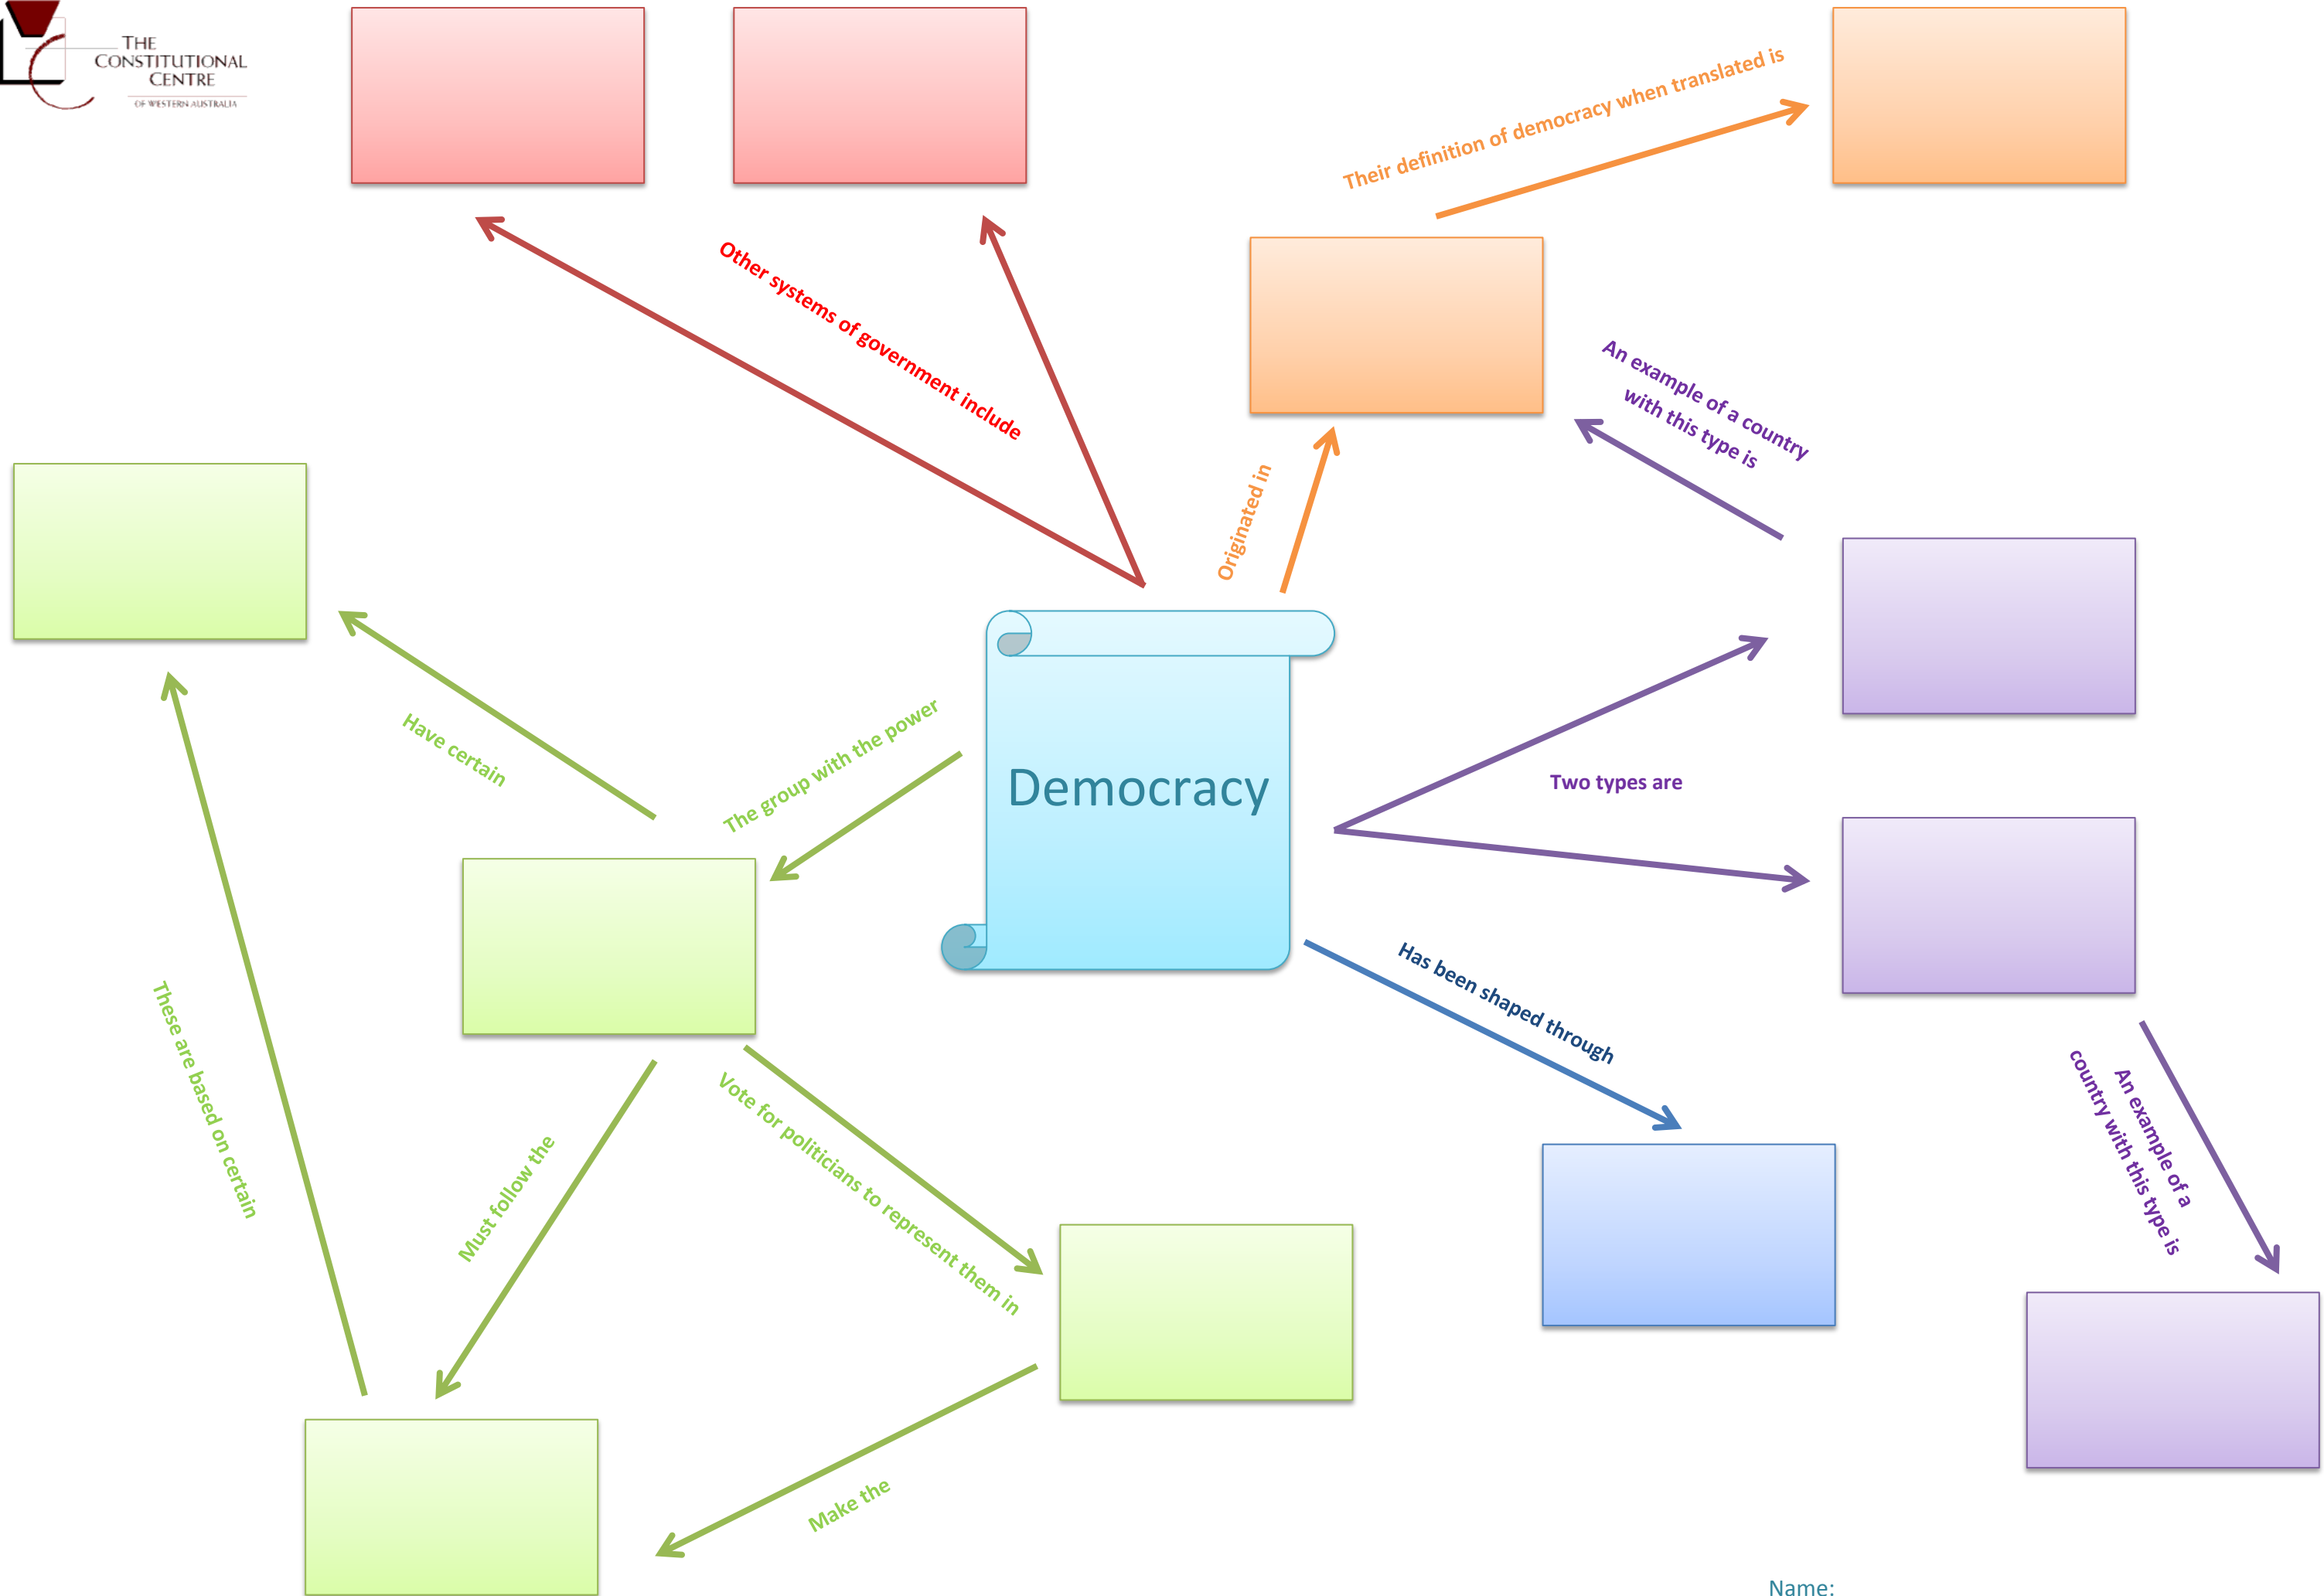 THE
CONSTITUTIONAL
CENTRE
OF WESTERN AUSTRALIA
Their definition of democracy when translated is
Other systems of government include
An example of a country
with this type is
Originated in
Have certain
The group with the power
Democracy
Two types are
Has been shaped through
These are based on certain
Must follow the
Vote for politicians to represent them in
An example of a
country with this type is
Make the
Name: